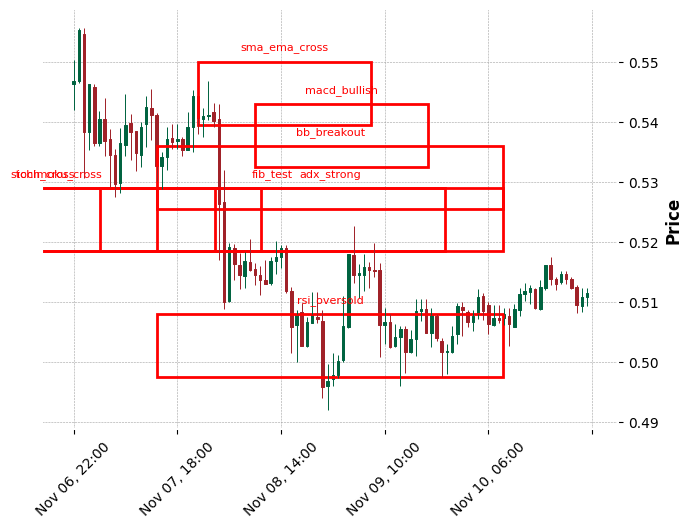 sma_ema_cross
0.55
macd_bullish
0.54
bb_breakout
fib_test
adx_strong
0.53
0.52
Price
rsi_oversold
0.51
0.50
0.49
Nov 06, 22:00
Nov 07, 18:00
Nov 08, 14:00
Nov 09, 10:00
Nov 10, 06:00